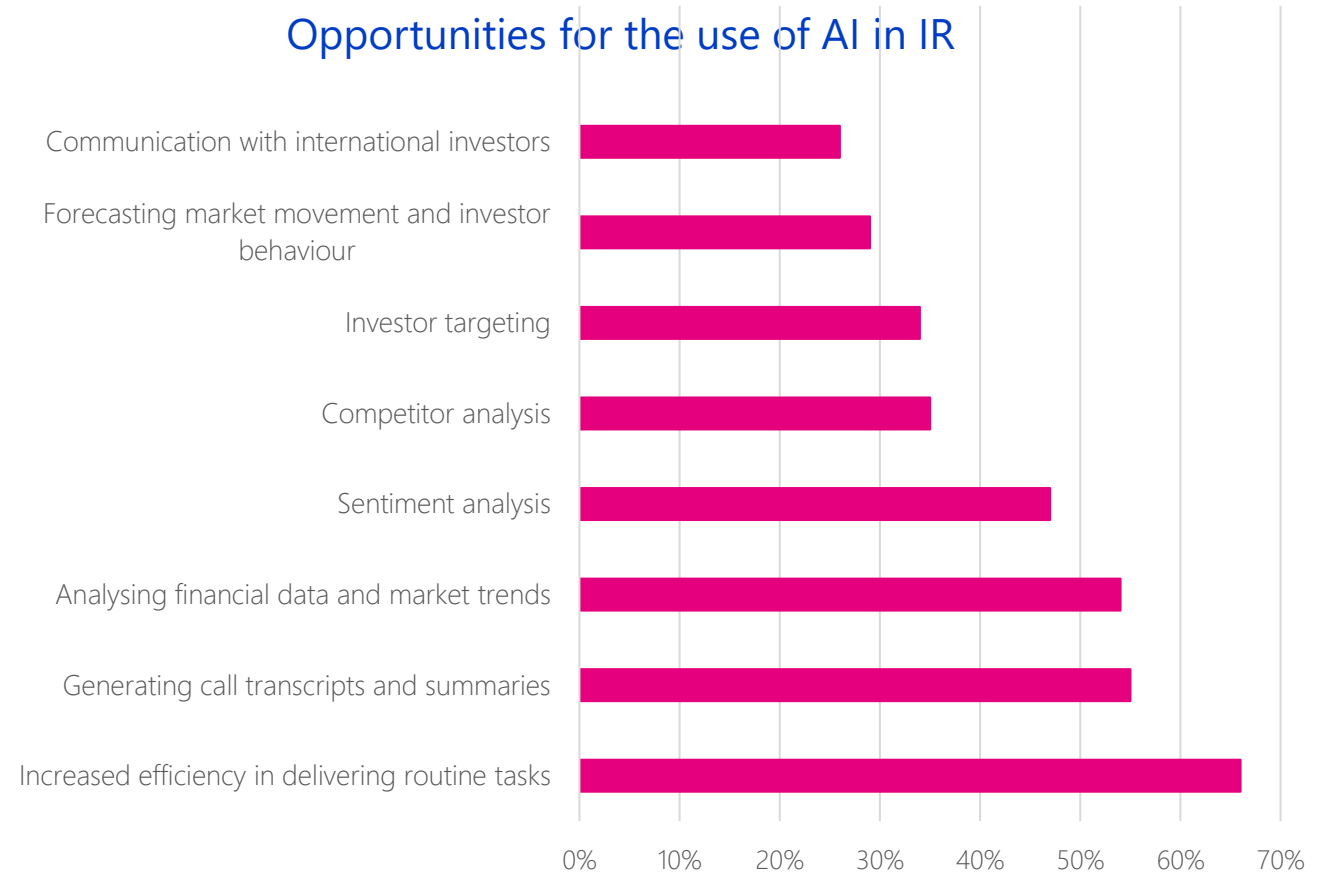 Opportunities for the use of AI in IR
Communication with international investors
Forecasting market movement and investor
behaviour
Investor targeting
Competitor analysis
Sentiment analysis
Analysing financial data and market trends
Generating call transcripts and summaries
Increased efficiency in delivering routine tasks
0% 10% 20% 30% 40% 50% 60% 70%